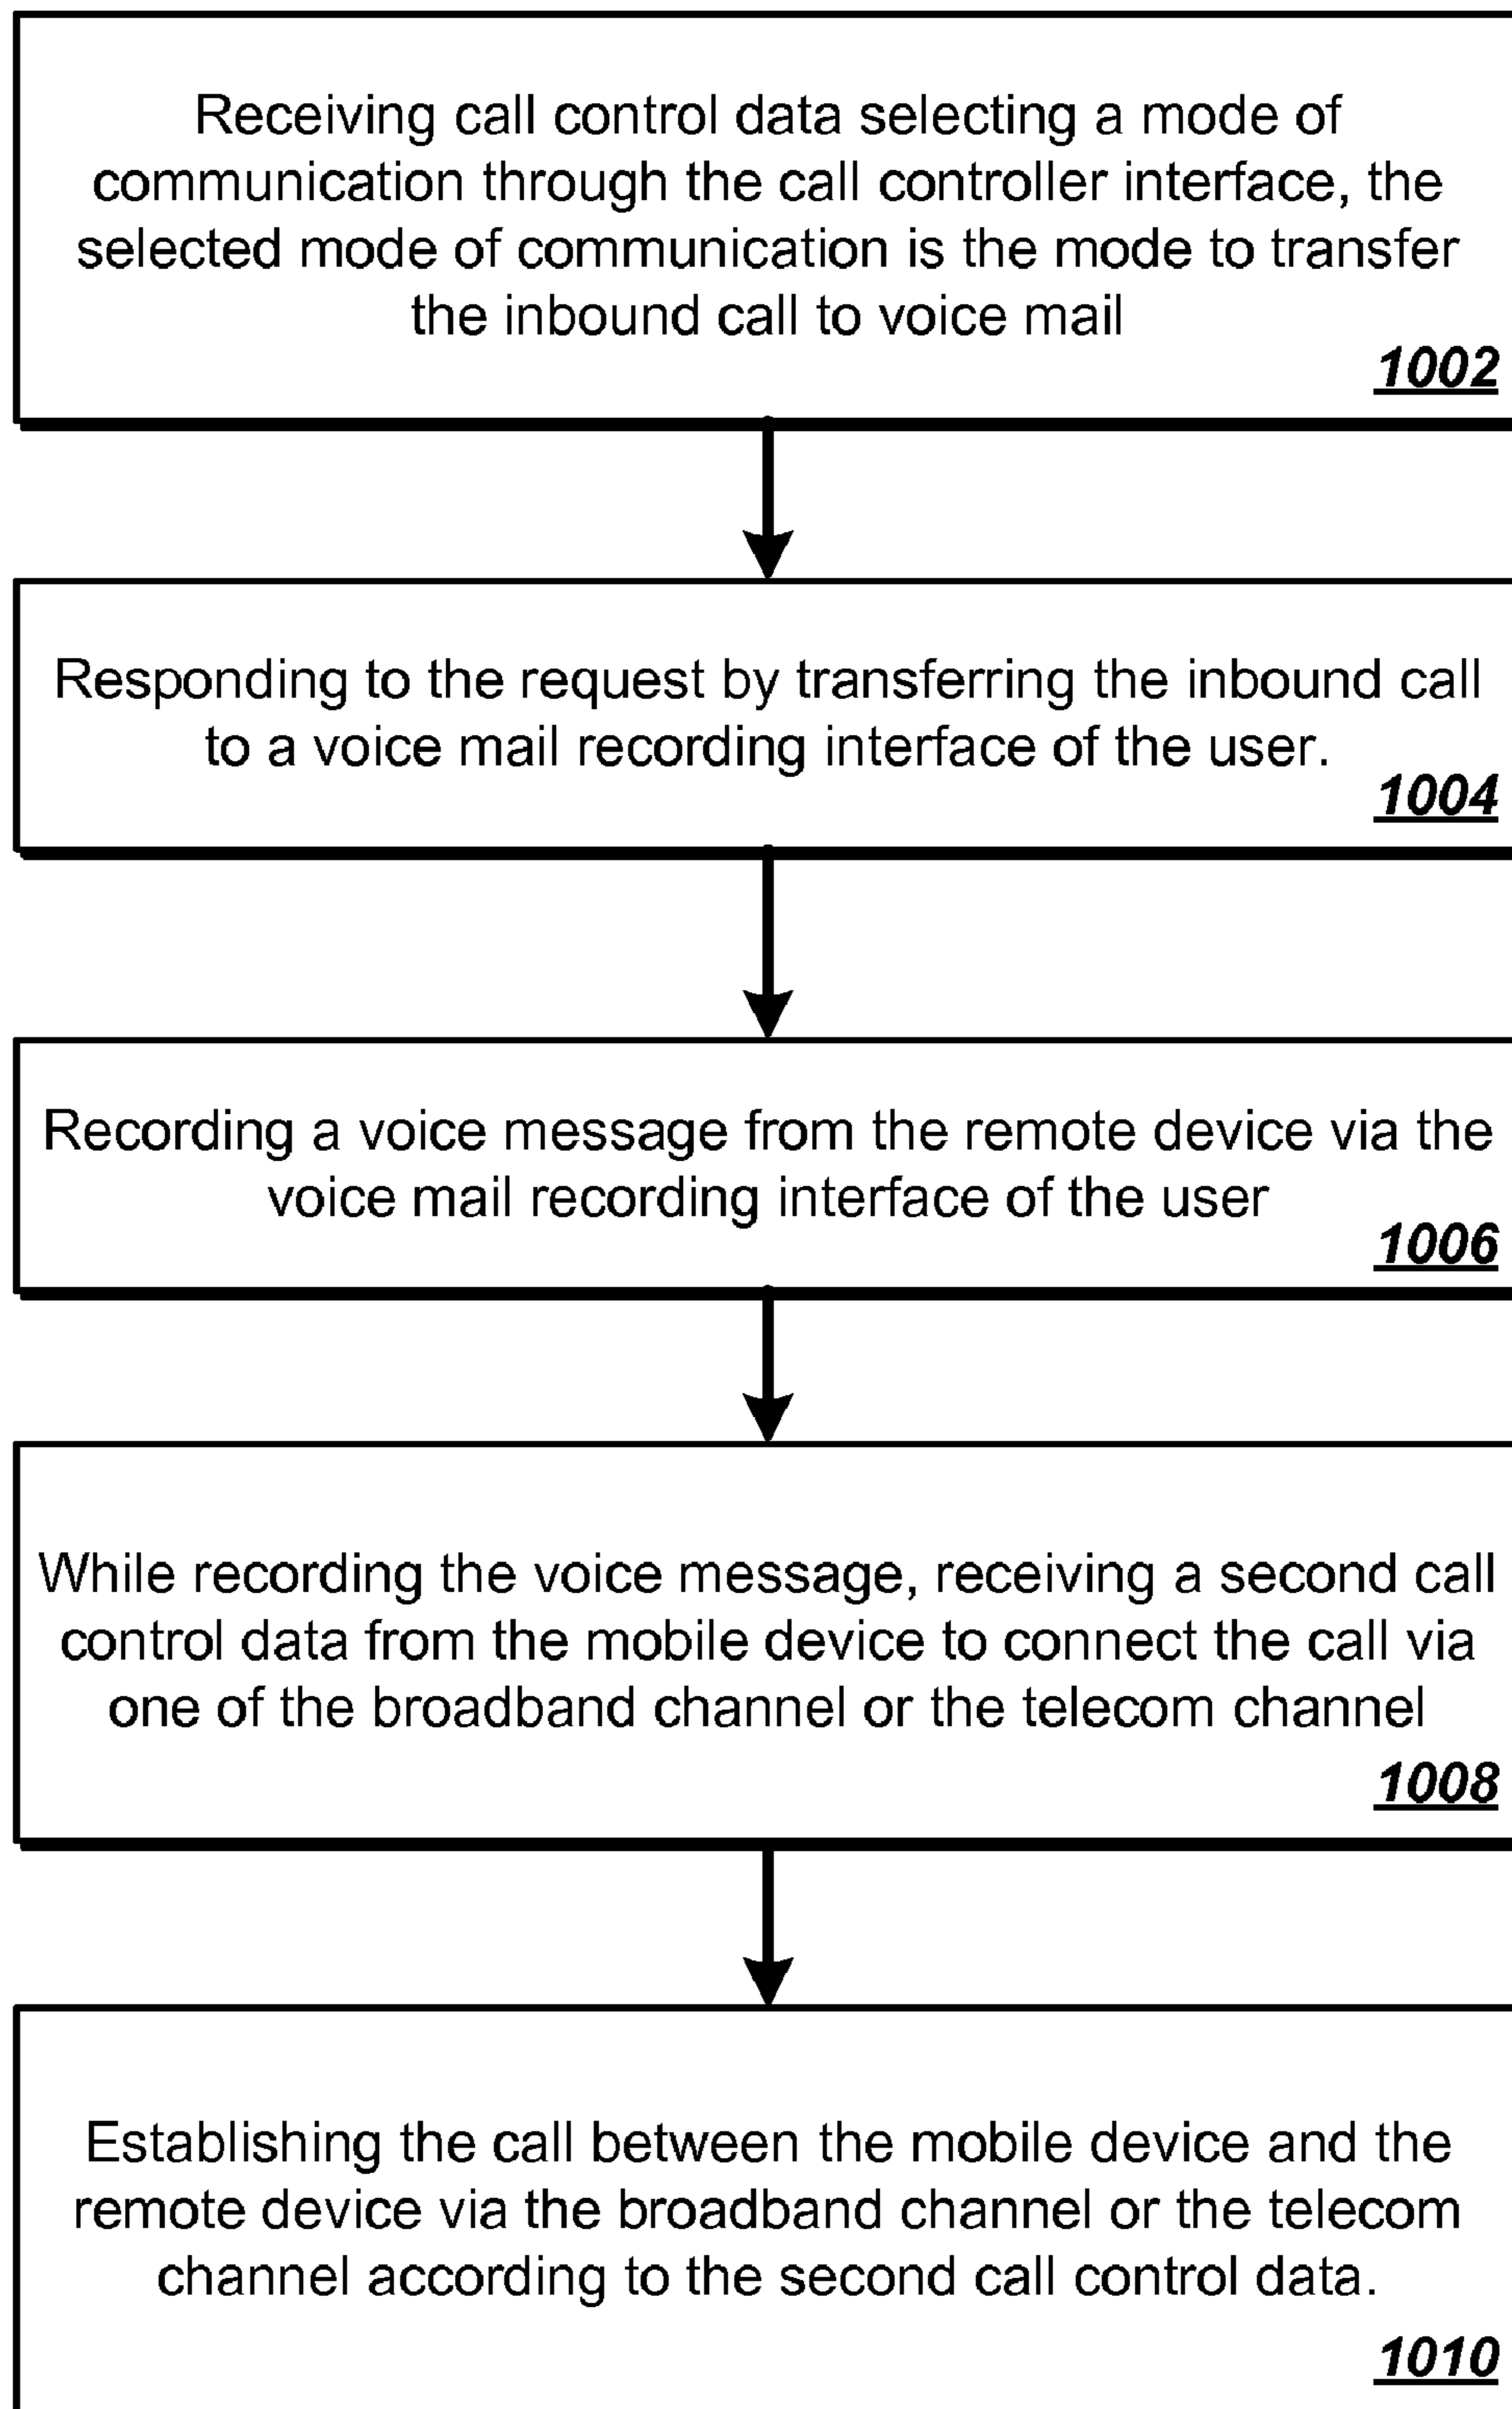 Receiving call control data selecting a mode of
communication through the call controller interface, the
selected mode of communication is the mode to transfer
the inbound call to voice mail
1002
Responding to the request by transferring the inbound call
to a voice mail recording interface of the user.
1004
Recording a voice message from the remote device via the
voice mail recording interface of the user
1006
While recording the voice message, receiving a second call
control data from the mobile device to connect the call via
one of the broadband channel or the telecom channel
1008
Establishing the call between the mobile device and the
remote device via the broadband channel or the telecom
channel according to the second call control data.
1010